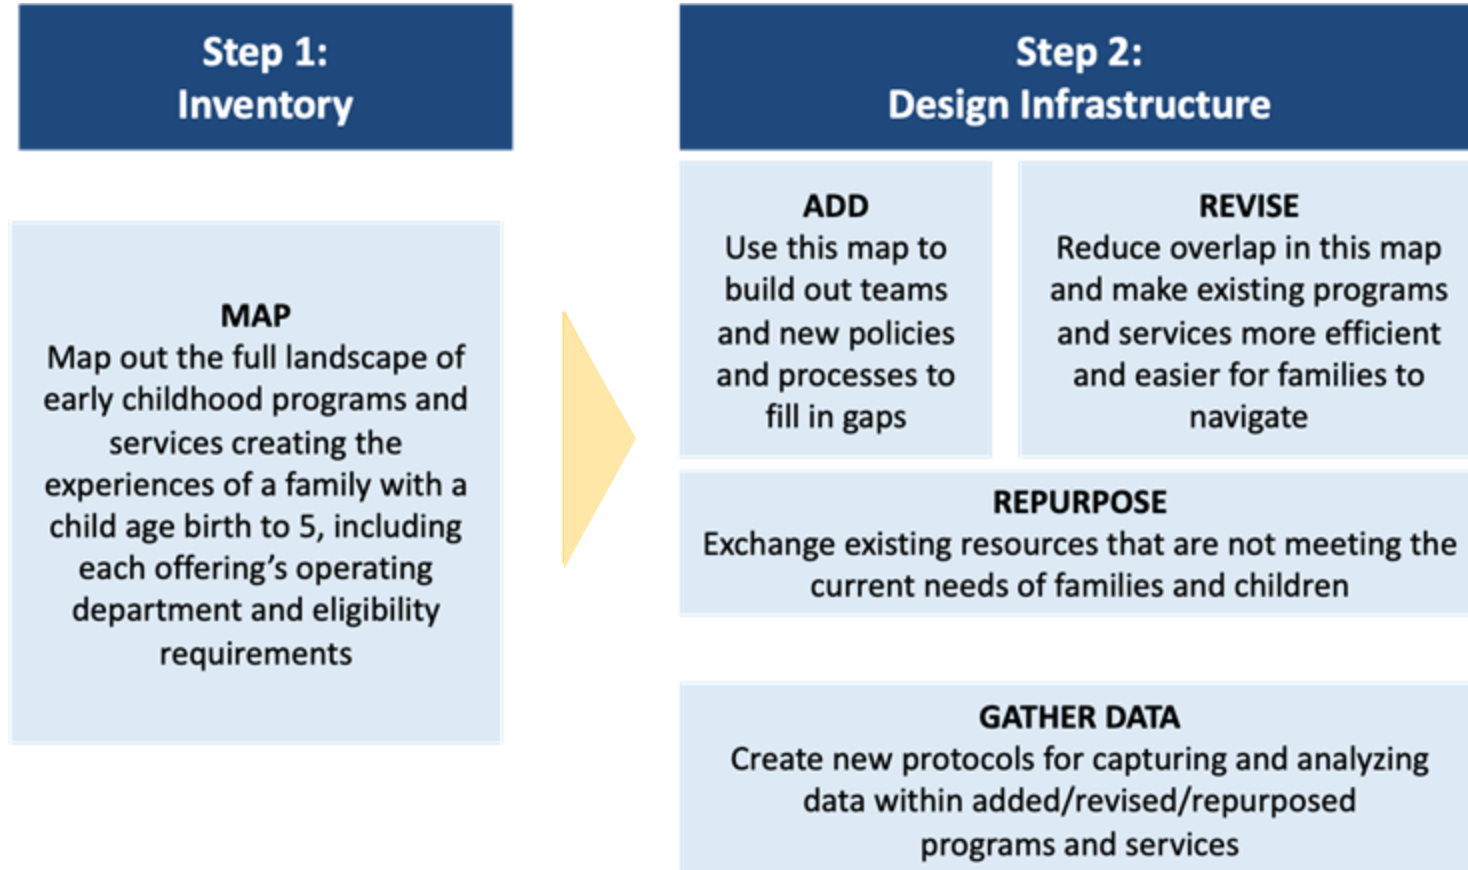 Step 1:
Inventory
MAP
Map out the full landscape of
early childhood programs and
services creating the
experiences of a family with a
child age birth to 5, including
each offering’s operating
department and eligibility
requirements
Step 2:
Design Infrastructure
ADD
Use this map to
build out teams
and new policies
and processes to
fill in gaps
REVISE
Reduce overlap in this map
and make existing programs
and services more efficient
and easier for families to
navigate
REPURPOSE
Exchange existing resources that are not meeting the
current needs of families and children
GATHER DATA
Create new protocols for capturing and analyzing
data within added/revised/repurposed
programs and services